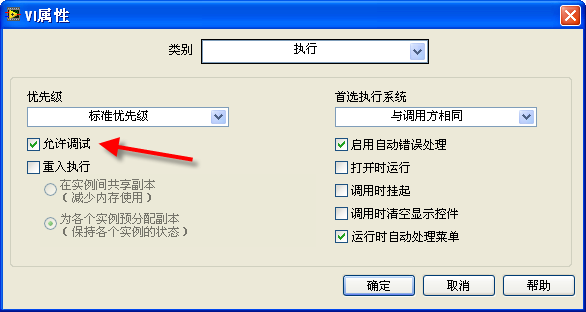 VI属性
类别
执行
优先级
标准优先级
允许调试
重入执行
在实例间共享副本
（减少内存使用）
为各个实例预分配副本
（保持各个实例的状态）
首选执行系统
与调用方相同
启用自动错误处理
打开时运行
调用时挂起
调用时清空显示控件
运行时自动处理菜单
确定
取消
帮助